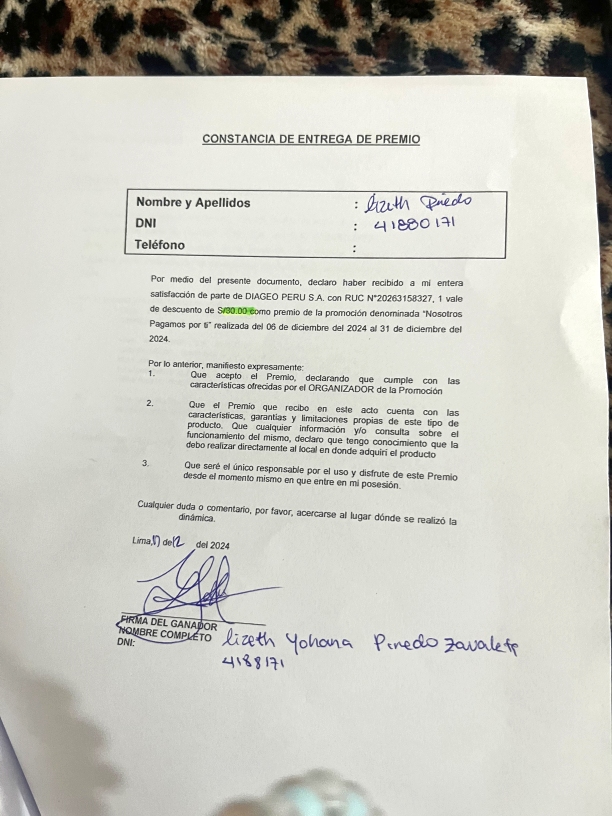 CONSTANCIA DE ENTREGA DE PREMIO
Nombre y Apellidos : lizeth Pinedo
DNI : 41880171
Teléfono :
Por medio del presente documento, declaro haber recibido a mi entera
satisfacción de parte de DIAGEO PERU S.A. con RUC N°20263158327, 1 vale
de descuento de S/30.00 como premio de la promoción denominada "Nosotros
Pagamos por ti" realizada del 06 de diciembre del 2024 al 31 de diciembre del
2024.
Por lo anterior, manifiesto expresamente:
1. Que acepto el Premio, declarando que cumple con las
características ofrecidas por el ORGANIZADOR de la Promoción
2. Que el Premio que recibo en este acto cuenta con las
características, garantías y limitaciones propias de este tipo de
producto. Que cualquier información y/o consulta sobre el
funcionamiento del mismo, declaro que tengo conocimiento que la
debo realizar directamente al local en donde adquirí el producto
3. Que seré el único responsable por el uso y disfrute de este Premio
desde el momento mismo en que entre en mi posesión.
Cualquier duda o comentario, por favor, acercarse al lugar dónde se realizó la
dinámica.
Lima, de 12 del 2024
FIRMA DEL GANADOR
NOMBRE COMPLETO lizeth Yohana Pinedo Zavaleta
DNI: 4188171